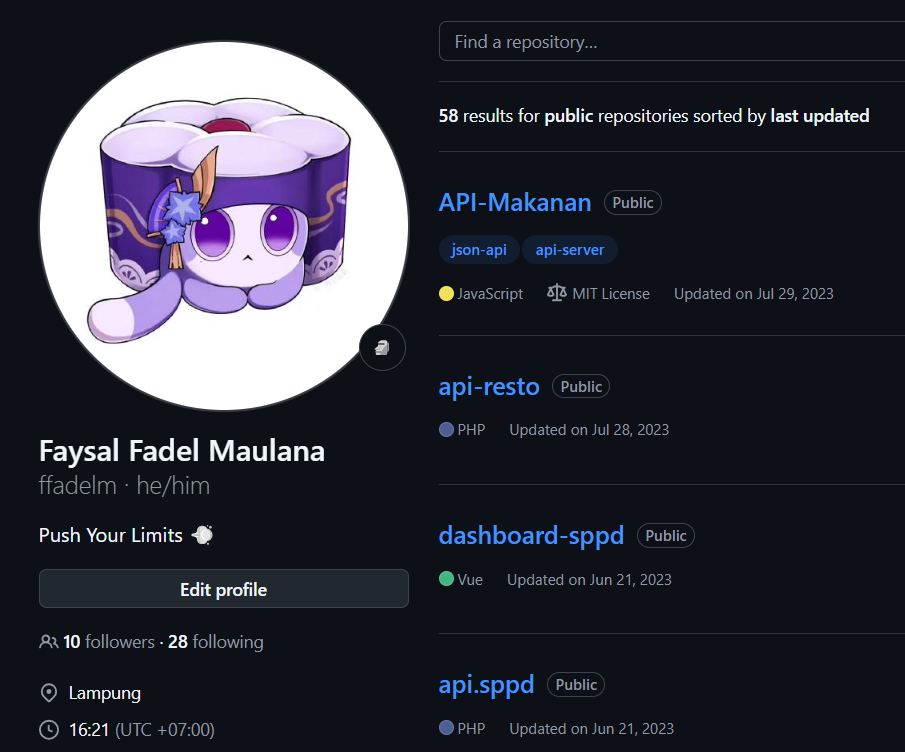 Find a repository...
58 results for public repositories sorted by last updated
API-Makanan Public
json-api api-server
JavaScript MIT License Updated on Jul 29, 2023
api-resto Public
PHP Updated on Jul 28, 2023
dashboard-sppd Public
Vue Updated on Jun 21, 2023
api.sppd Public
PHP Updated on Jun 21, 2023
Faysal Fadel Maulana
ffadelm · he/him
Push Your Limits 💨
Edit profile
10 followers · 28 following
Lampung
16:21 (UTC +07:00)